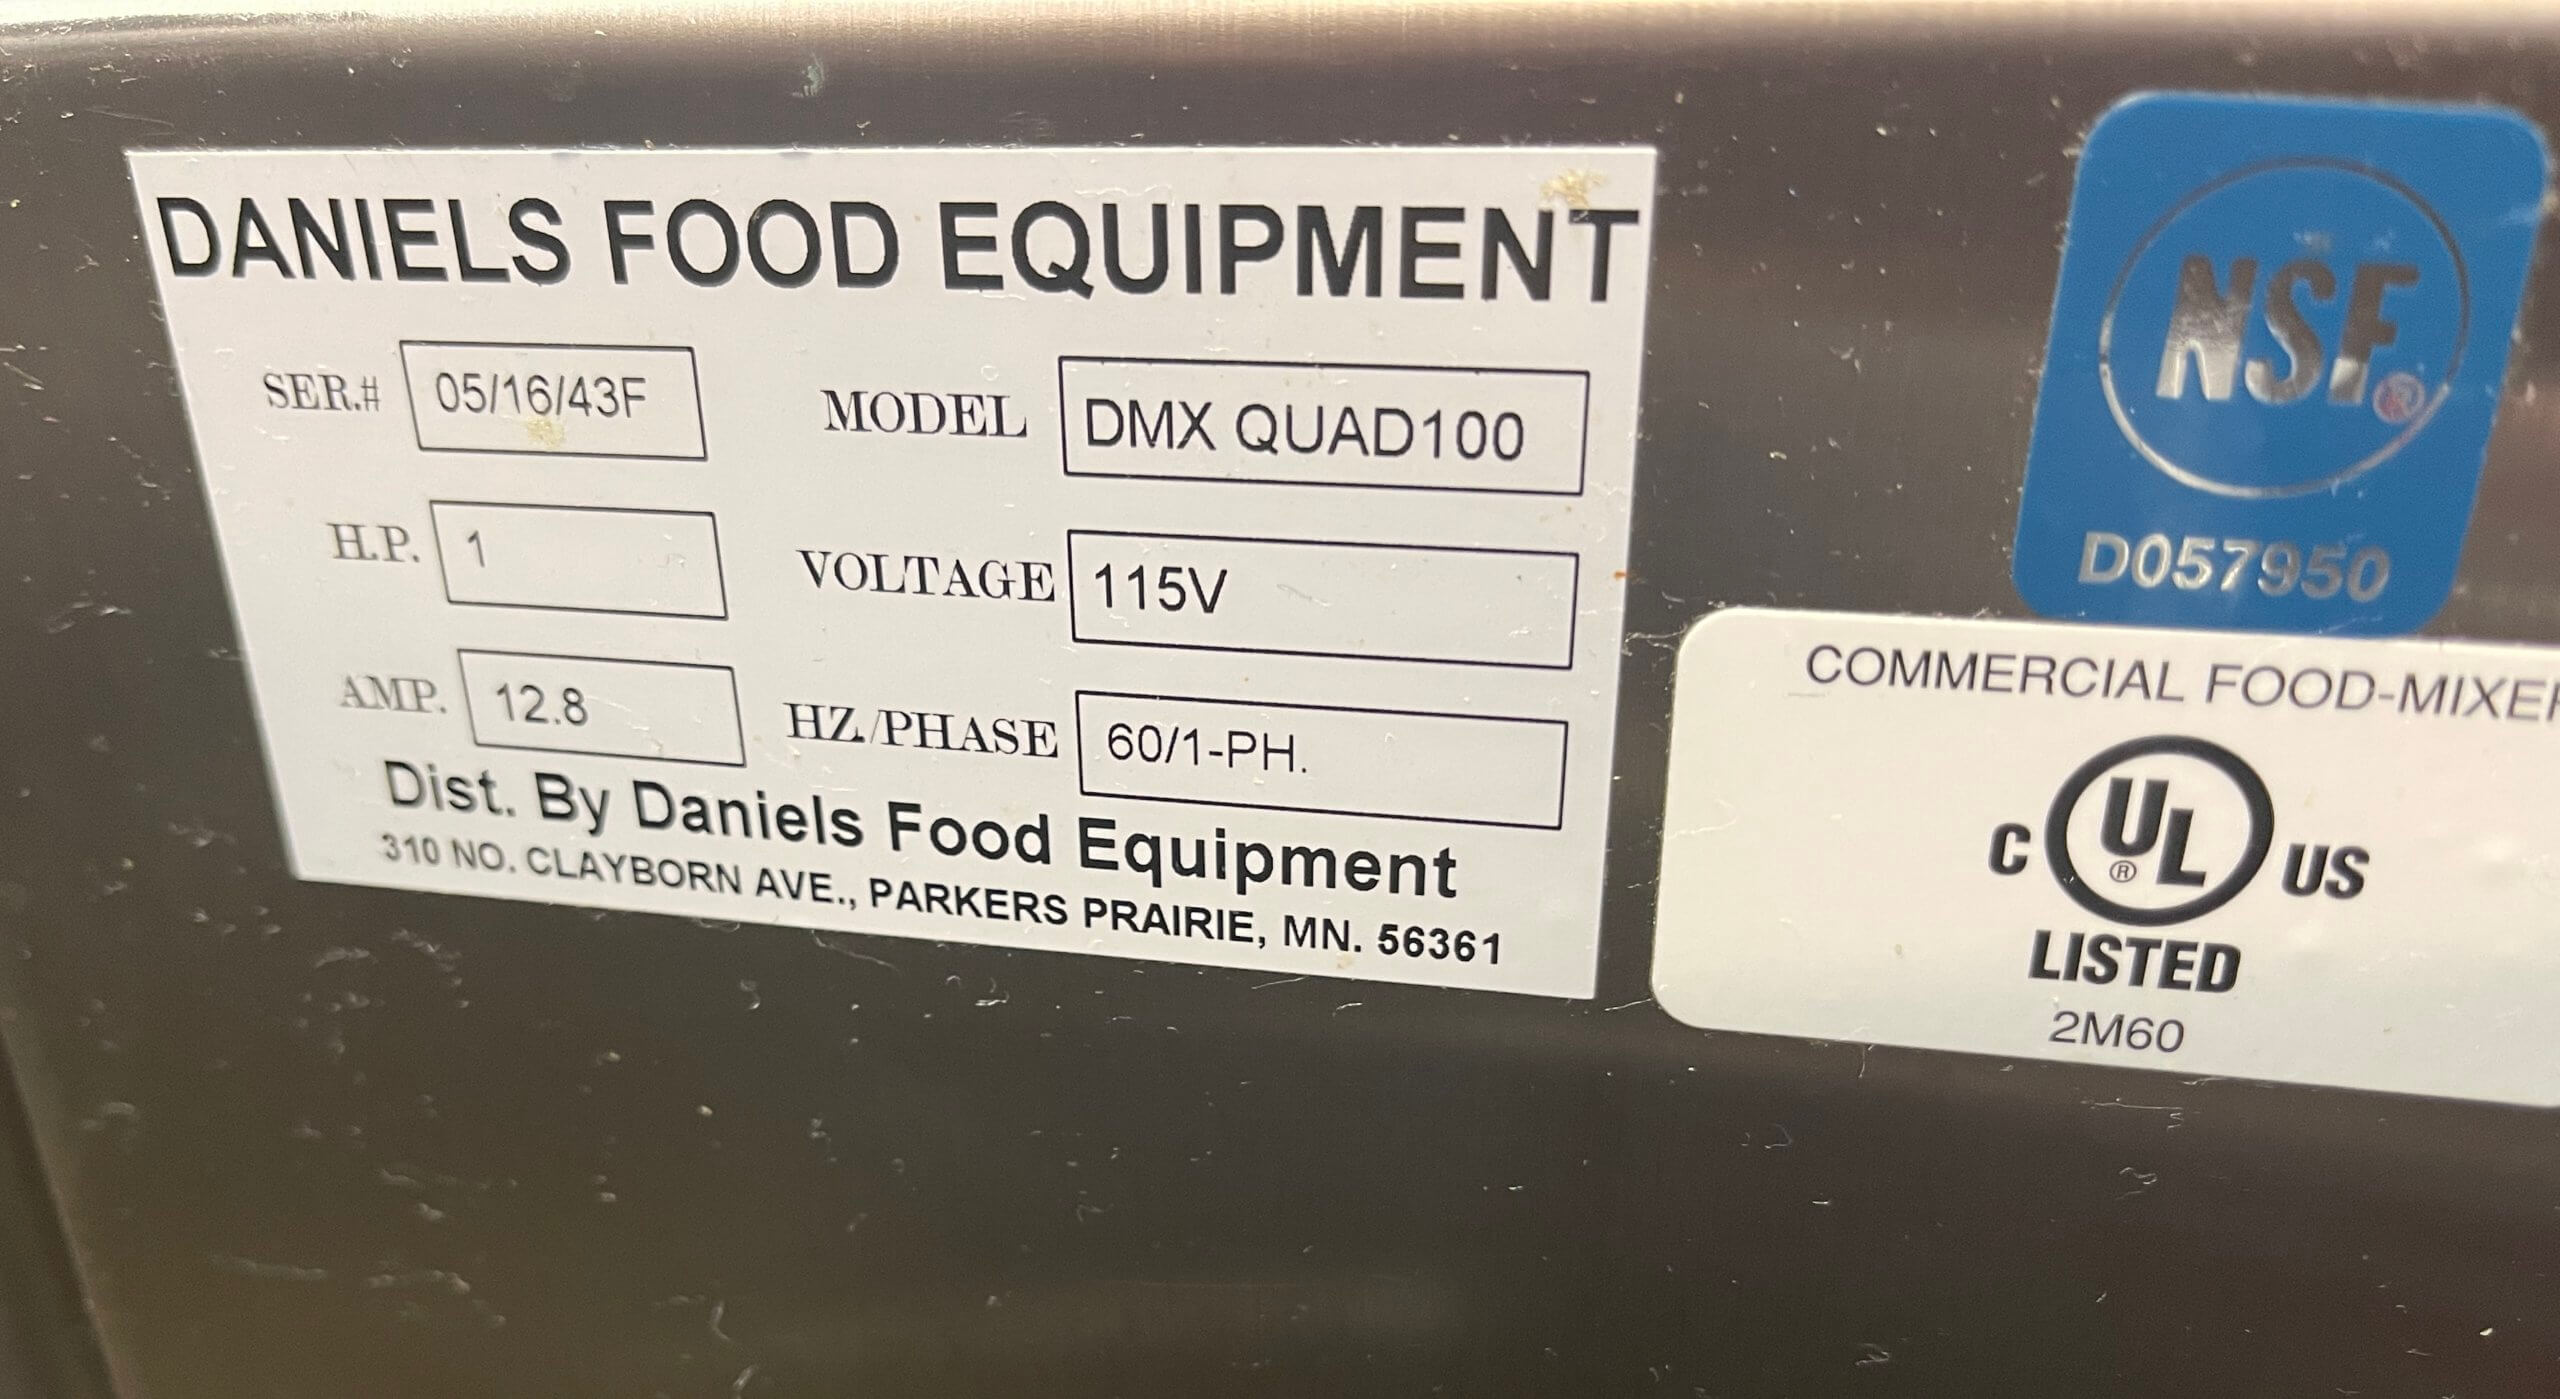 DANIELS FOOD EQUIPMENT
SER.# 05/16/43F MODEL DMX QUAD100
H.P. 1 VOLTAGE 115V
AMP. 12.8 HZ./PHASE 60/1-PH.
Dist. By Daniels Food Equipment
310 NO. CLAYBORN AVE., PARKERS PRAIRIE, MN. 56361
NSF®
D057950
COMMERCIAL FOOD-MIXER
C UL® US
LISTED
2M60